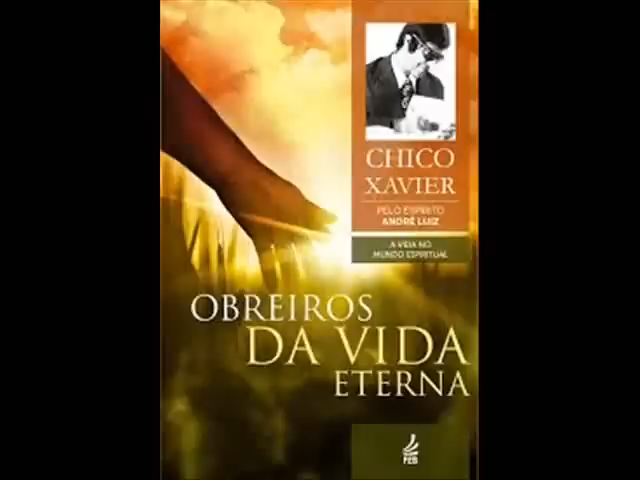 CHICO
XAVIER
PELO ESPÍRITO
ANDRÉ LUIZ
A VIDA NO
MUNDO ESPIRITUAL
OBREIROS
DA VIDA
ETERNA
FEB